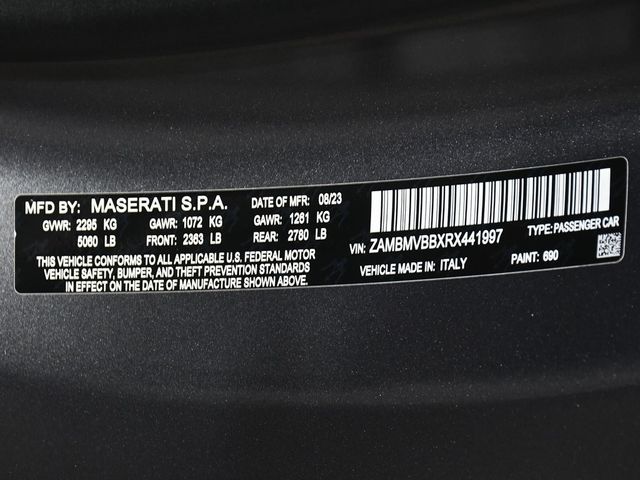 MFD BY: MASERATI S.P.A. DATE OF MFR: 08/23
GVWR: 2295 KG GAWR: 1072 KG GAWR: 1261 KG
5060 LB FRONT: 2363 LB REAR: 2780 LB
THIS VEHICLE CONFORMS TO ALL APPLICABLE U.S. FEDERAL MOTOR
VEHICLE SAFETY, BUMPER, AND THEFT PREVENTION STANDARDS
IN EFFECT ON THE DATE OF MANUFACTURE SHOWN ABOVE.
VIN: ZAMBMVBBXRX441997 TYPE: PASSENGER CAR
VEHICLE MADE IN: ITALY PAINT: 690